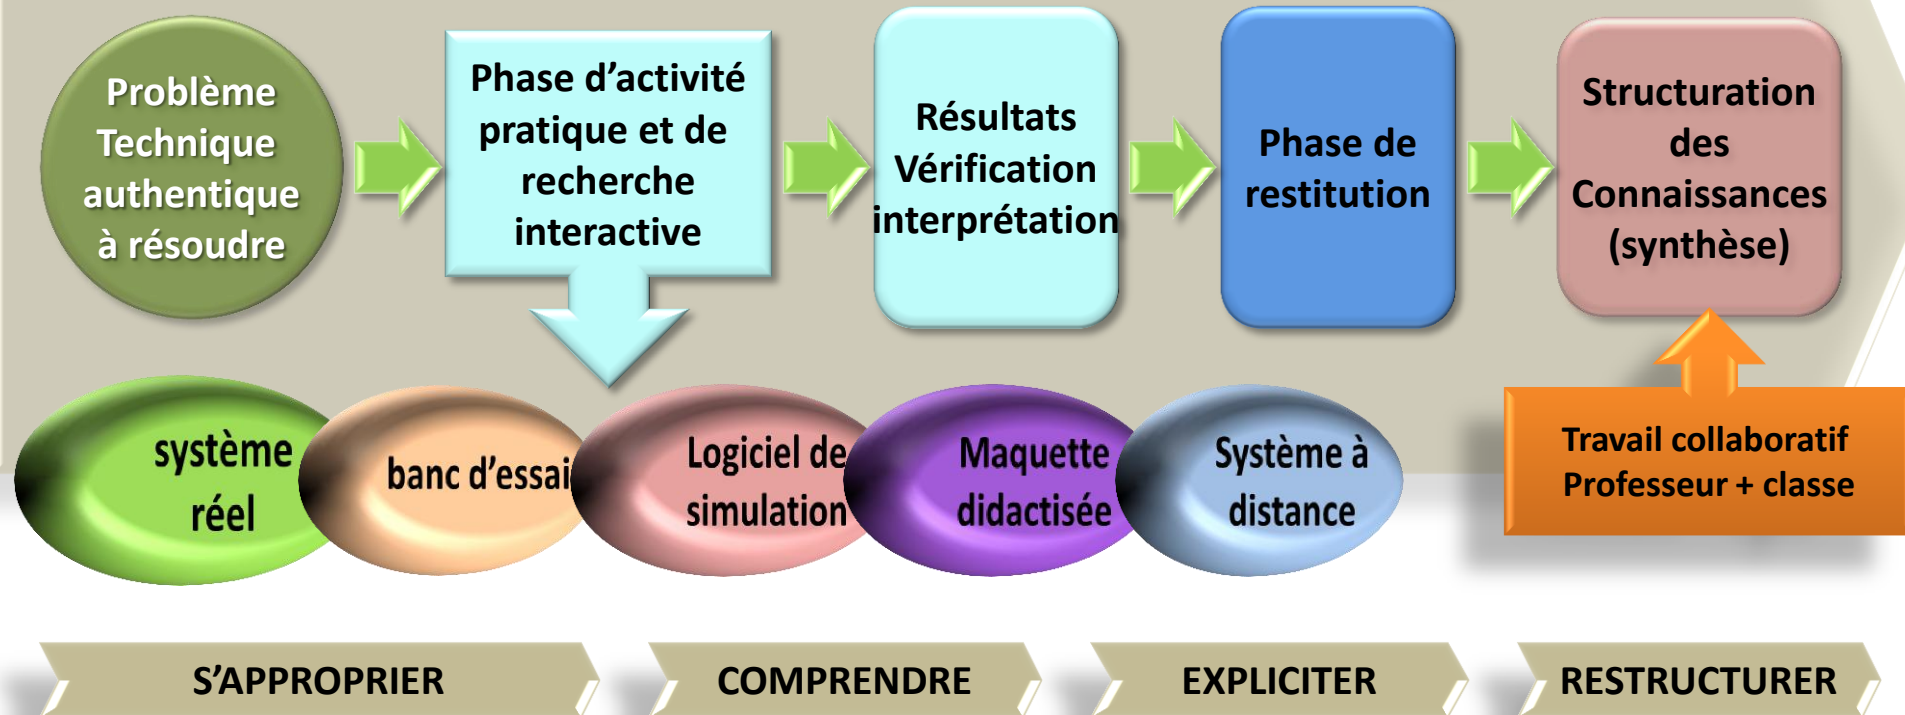 Problème
Technique
authentique
à résoudre
Phase d’activité
pratique et de
recherche
interactive
Résultats
Vérification
interprétation
Phase de
restitution
Structuration
des
Connaissances
(synthèse)
système
réel
banc d’essai
Logiciel de
simulation
Maquette
didactisée
Système à
distance
Travail collaboratif
Professeur + classe
S’APPROPRIER
COMPRENDRE
EXPLICITER
RESTRUCTURER